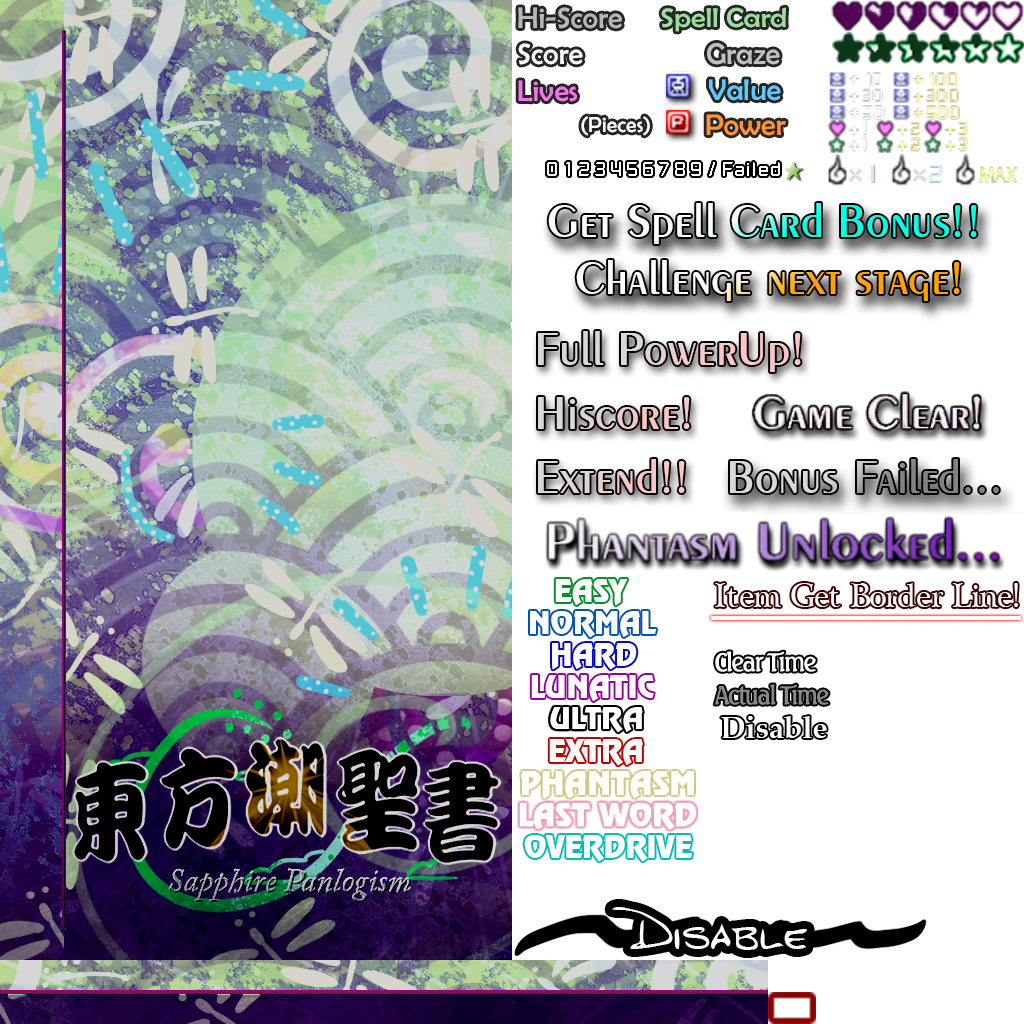 Hi-Score Spell Card
Score Graze
Lives Value
(Pieces) P Power
+ 10 + 100
+ 30 + 300
+ 50 + 500
+1 +2 +3
+1 +2 +3
× 1 × 2 MAX
0123456789/Failed
Get Spell Card Bonus!!
Challenge next stage!
Full PowerUp!
Hiscore! Game Clear!
Extend!! Bonus Failed...
Phantasm Unlocked...
EASY
NORMAL
HARD
LUNATIC
ULTRA
EXTRA
PHANTASM
LAST WORD
OVERDRIVE
Item Get Border Line!
Clear Time
Actual Time
Disable
東方潮聖書
Sapphire Panlogism
Disable